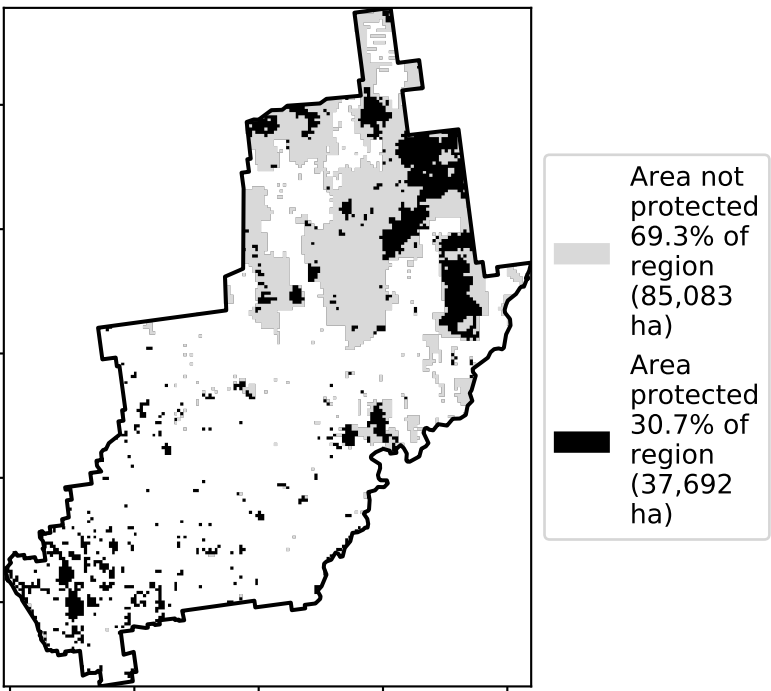 Area not
protected
69.3% of
region
(85,083
ha)
Area
protected
30.7% of
region
(37,692
ha)